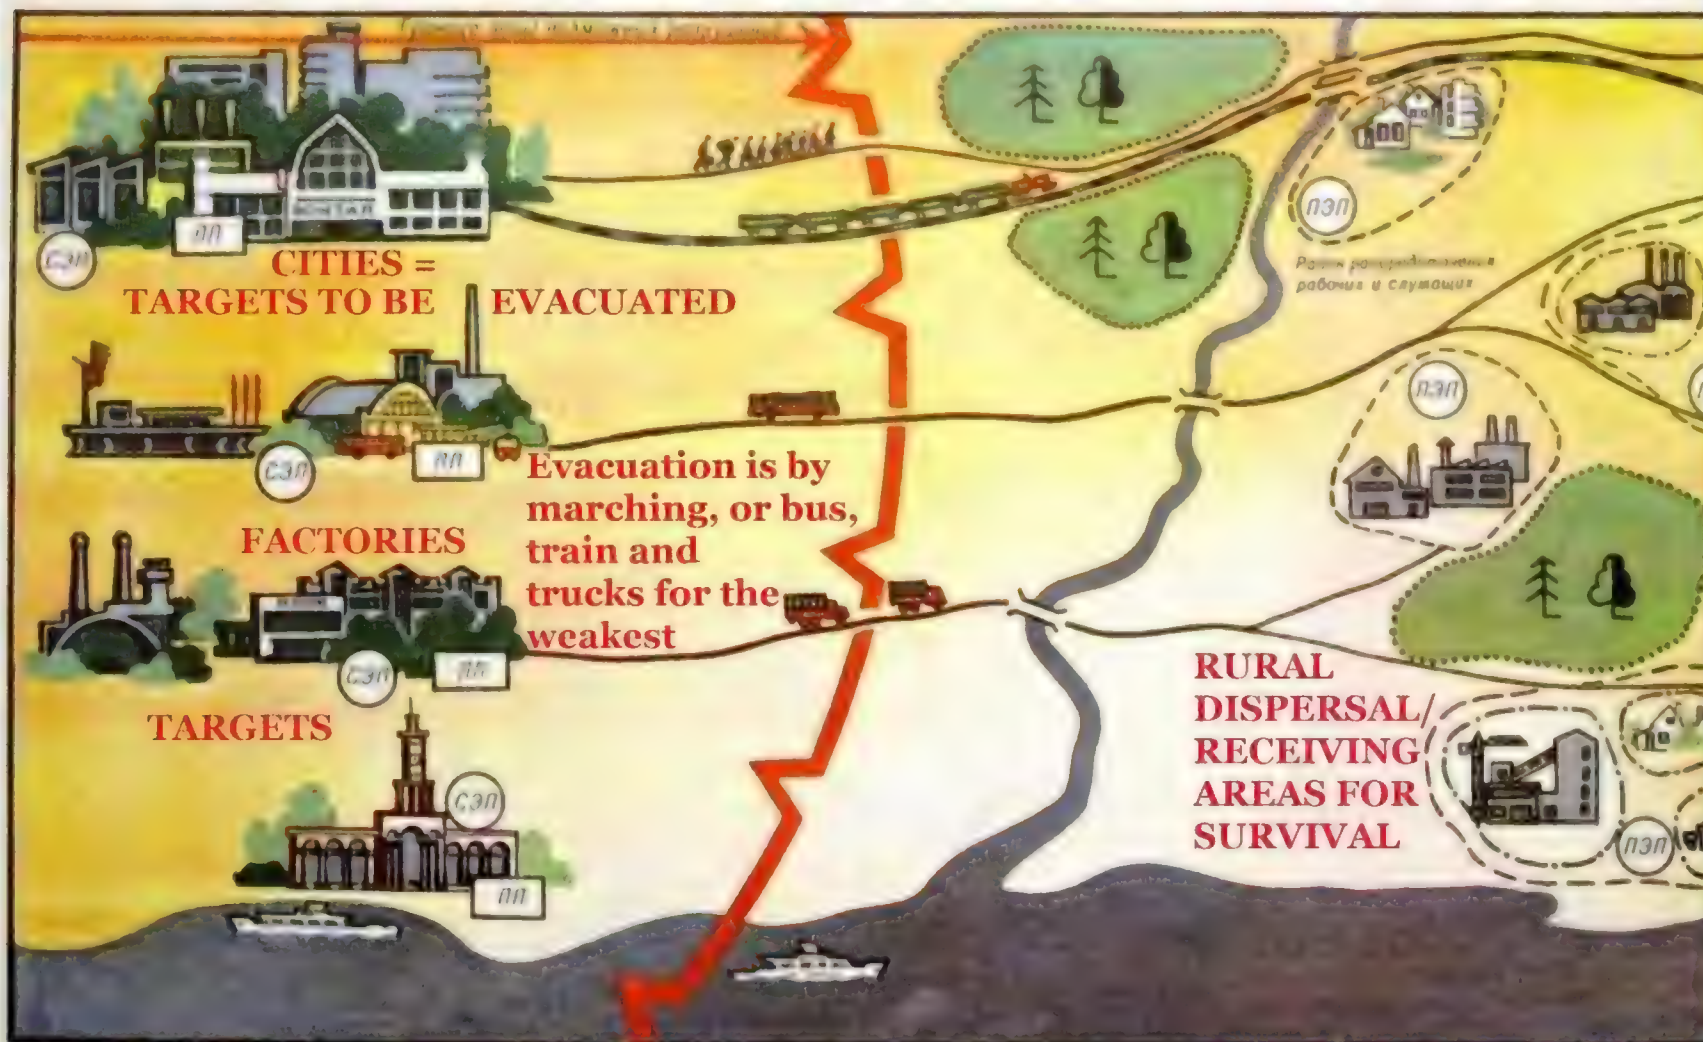 СЭП
ПП
ВОКЗАЛ
CITIES =
TARGETS TO BE EVACUATED
ПЭП
рабочих и служащих
СЭП
ПП
ПЭП
Evacuation is by
marching, or bus,
train and
trucks for the
weakest
FACTORIES
СЭП
ПП
TARGETS
СЭП
ПП
RURAL
DISPERSAL/
RECEIVING
AREAS FOR
SURVIVAL
ПЭП